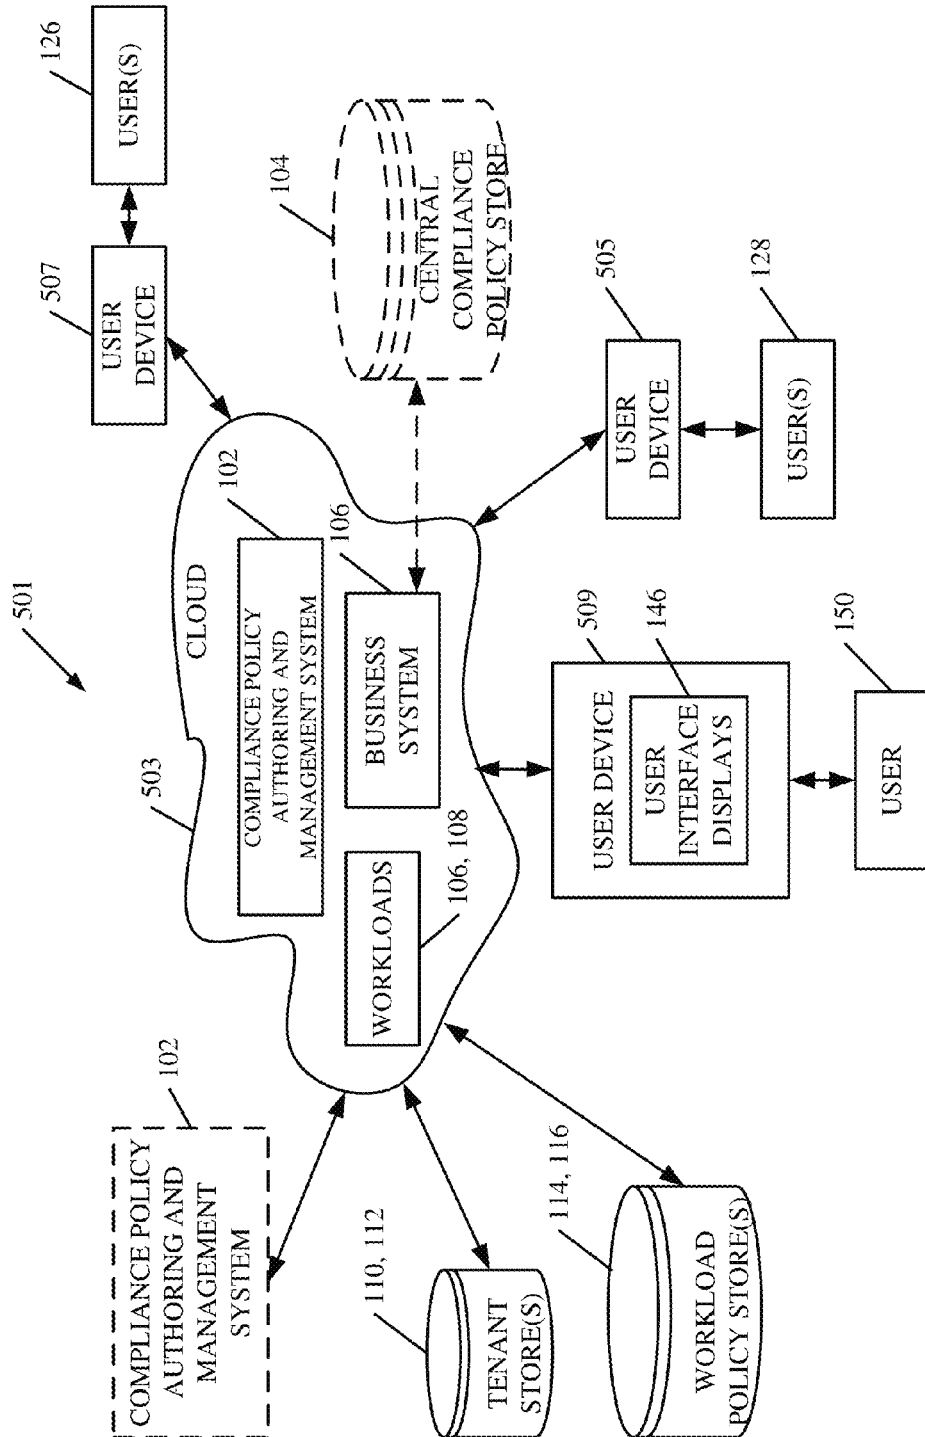 501
503
CLOUD
COMPLIANCE POLICY
AUTHORING AND
MANAGEMENT SYSTEM
102
WORKLOADS
106, 108
BUSINESS
SYSTEM
106
COMPLIANCE POLICY
AUTHORING AND
MANAGEMENT
SYSTEM
102
TENANT
STORE(S)
110, 112
WORKLOAD
POLICY STORE(S)
114, 116
USER DEVICE
509
USER
INTERFACE
DISPLAYS
146
USER
150
USER
DEVICE
505
USER(S)
128
CENTRAL
COMPLIANCE
POLICY STORE
104
USER
DEVICE
507
USER(S)
126